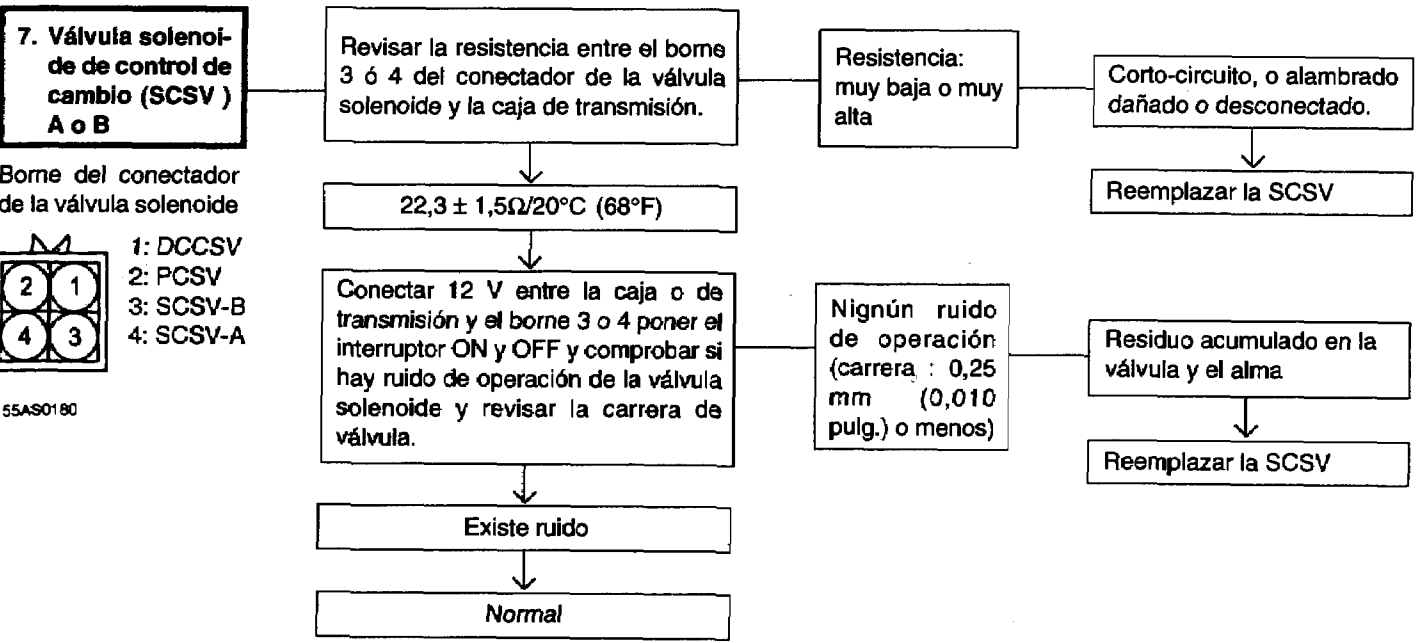 7. Válvula solenoi-
de de control de
cambio (SCSV )
A o B
Borne del conectador
de la válvula solenoide
2
1
4
3
1: DCCSV
2: PCSV
3: SCSV-B
4: SCSV-A
55AS0180
Revisar la resistencia entre el borne
3 ó 4 del conectador de la válvula
solenoide y la caja de transmisión.
Resistencia:
muy baja o muy
alta
Corto-circuito, o alambrado
dañado o desconectado.
Reemplazar la SCSV
22,3 ± 1,5Ω/20°C (68°F)
Conectar 12 V entre la caja o de
transmisión y el borne 3 o 4 poner el
interruptor ON y OFF y comprobar si
hay ruido de operación de la válvula
solenoide y revisar la carrera de
válvula.
Nignún ruido
de operación
(carrera : 0,25
mm (0,010
pulg.) o menos)
Residuo acumulado en la
válvula y el alma
Reemplazar la SCSV
Existe ruido
Normal